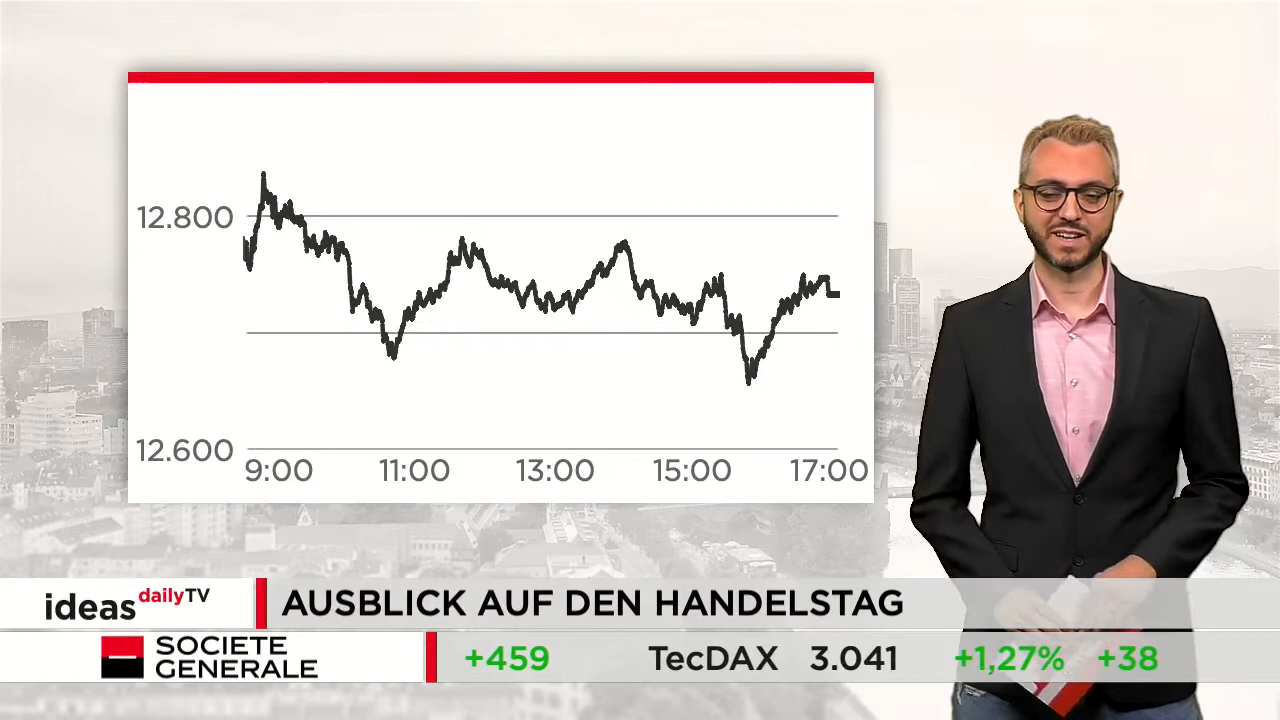 12.800
12.600
9:00 11:00 13:00 15:00 17:00
ideas dailyTV
AUSBLICK AUF DEN HANDELSTAG
SOCIETE
GENERALE
+459 TecDAX 3.041 +1,27% +38